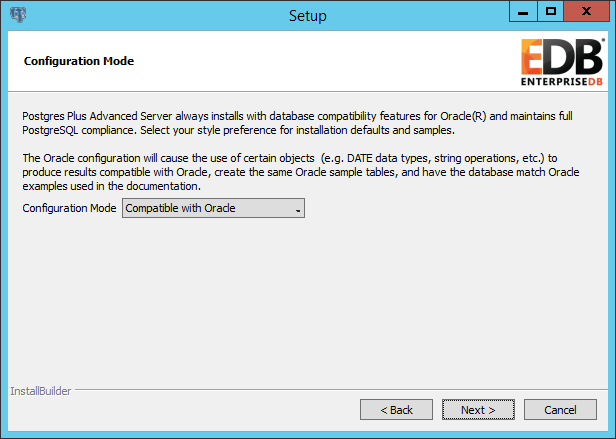 Setup
Configuration Mode
EDB
ENTERPRISEDB
Postgres Plus Advanced Server always installs with database compatibility features for Oracle(R) and maintains full
PostgreSQL compliance. Select your style preference for installation defaults and samples.
The Oracle configuration will cause the use of certain objects (e.g. DATE data types, string operations, etc.) to
produce results compatible with Oracle, create the same Oracle sample tables, and have the database match Oracle
examples used in the documentation.
Configuration Mode Compatible with Oracle
InstallBuilder
< Back Next > Cancel